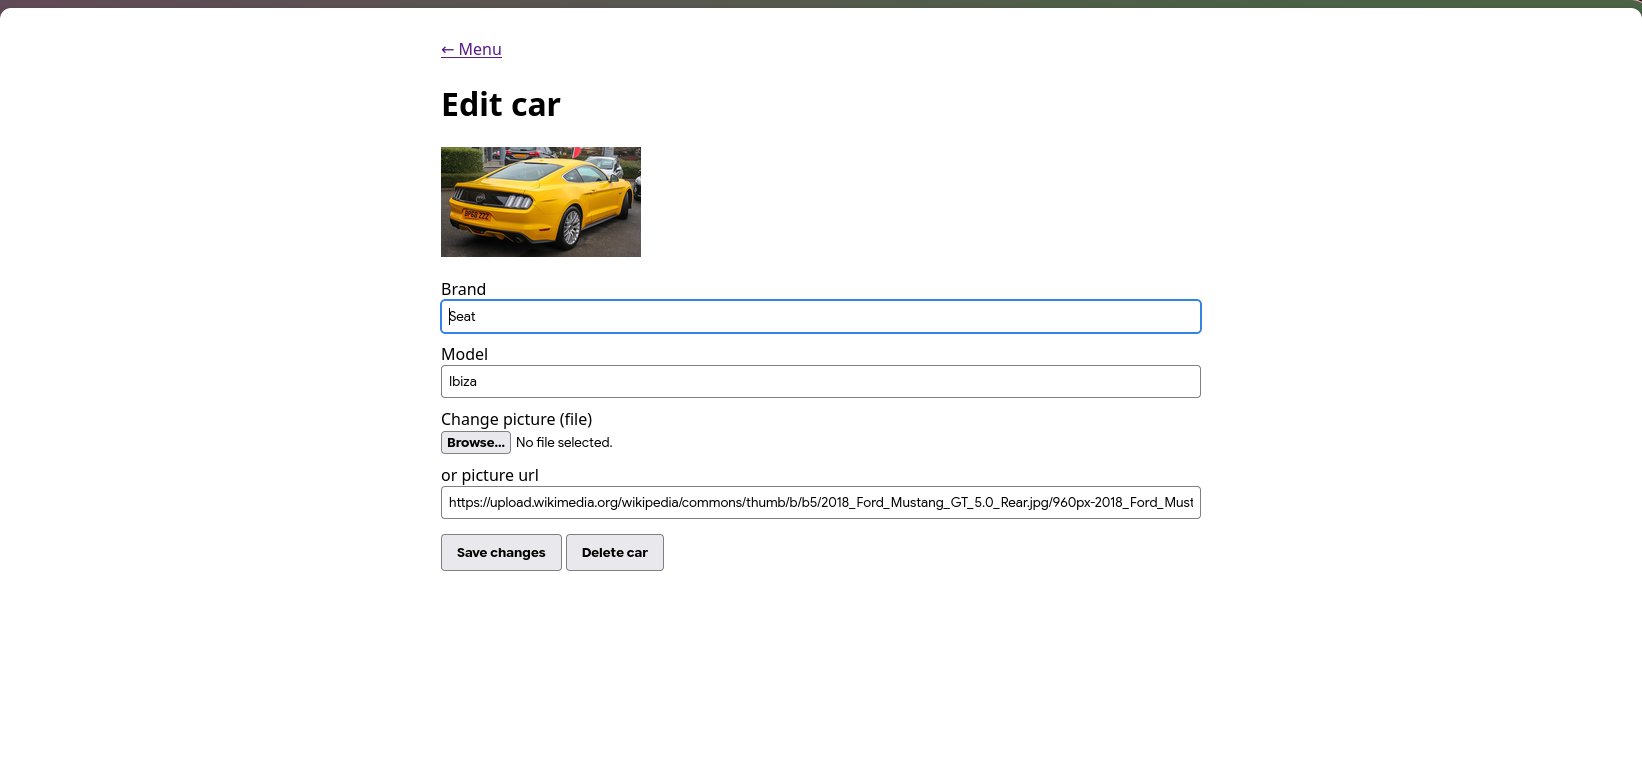 ← Menu
Edit car
Brand
Seat
Model
Ibiza
Change picture (file)
Browse... No file selected.
or picture url
https://upload.wikimedia.org/wikipedia/commons/thumb/b/b5/2018_Ford_Mustang_GT_5.0_Rear.jpg/960px-2018_Ford_Must
Save changes Delete car